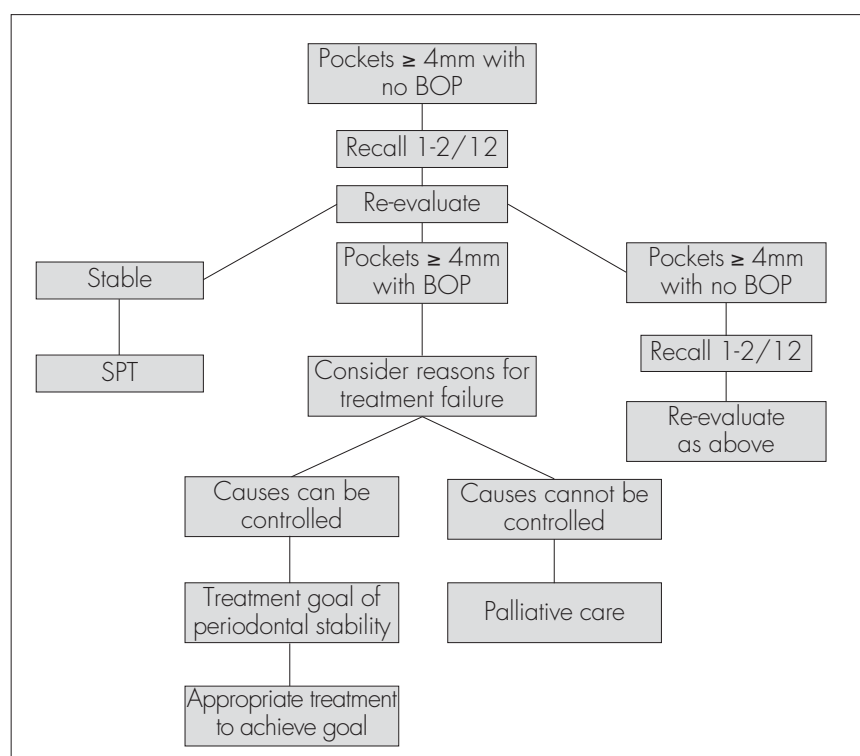 Pockets ≥ 4mm with
no BOP
Recall 1-2/12
Re-evaluate
Stable
SPT
Pockets ≥ 4mm
with BOP
Consider reasons for
treatment failure
Causes can be
controlled
Treatment goal of
periodontal stability
Appropriate treatment
to achieve goal
Causes cannot be
controlled
Palliative care
Pockets ≥ 4mm
with no BOP
Recall 1-2/12
Re-evaluate
as above